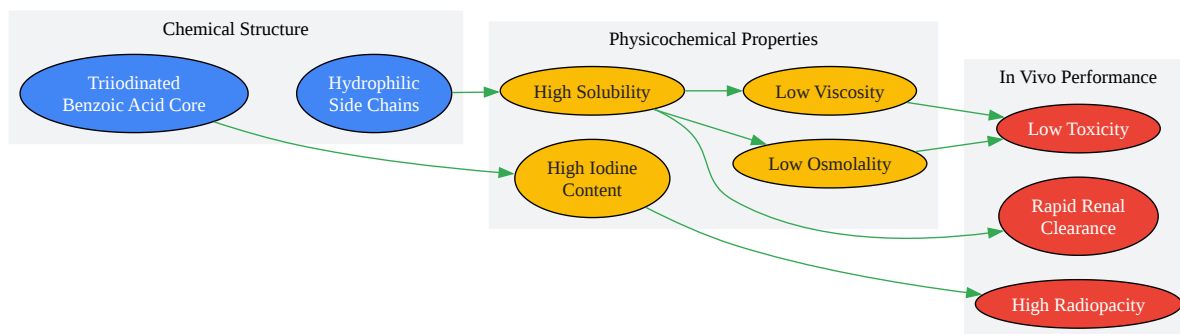 Chemical Structure
Triiodinated
Benzoic Acid Core
Hydrophilic
Side Chains
Physicochemical Properties
High Solubility
Low Viscosity
High Iodine
Content
Low Osmolality
In Vivo Performance
Low Toxicity
Rapid Renal
Clearance
High Radiopacity